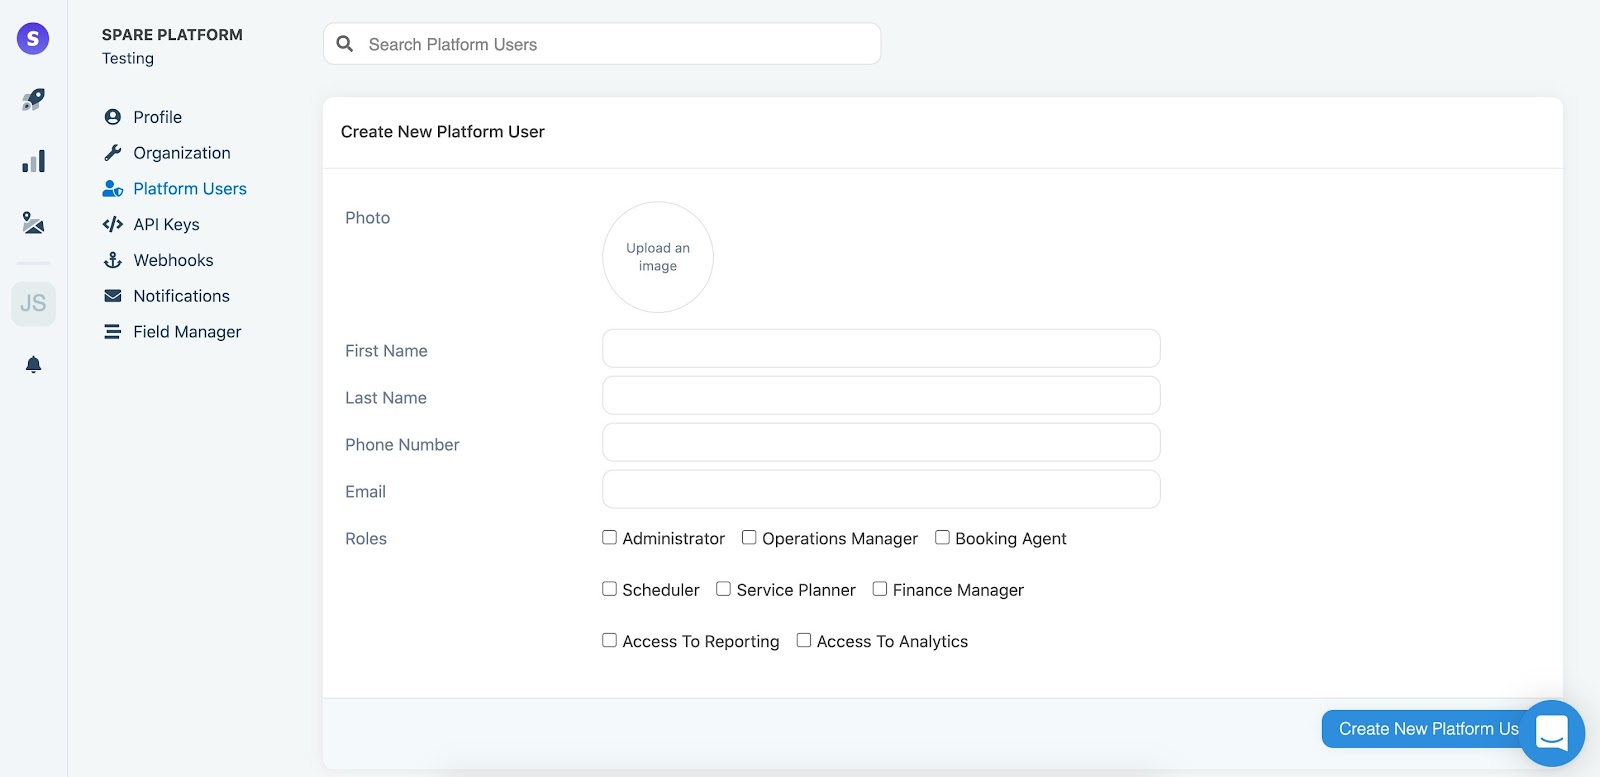 S
SPARE PLATFORM
Testing
Search Platform Users
Profile
Organization
Platform Users
API Keys
Webhooks
Notifications
Field Manager
JS
Create New Platform User
Photo
Upload an
image
First Name
Last Name
Phone Number
Email
Roles
Administrator Operations Manager Booking Agent
Scheduler Service Planner Finance Manager
Access To Reporting Access To Analytics
Create New Platform Us